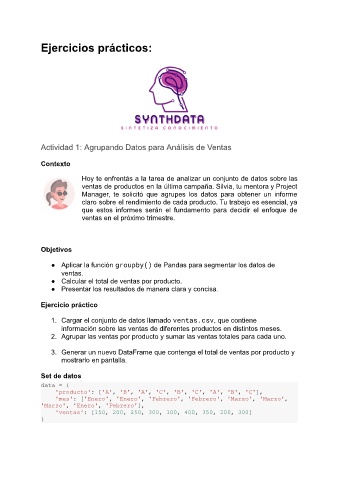 Ejercicios prácticos:
SYNTHDATA
SINTETIZA CONOCIMIENTO
Actividad 1: Agrupando Datos para Análisis de Ventas
Contexto
Hoy te enfrentás a la tarea de analizar un conjunto de datos sobre las
ventas de productos en la última campaña. Silvia, tu mentora y Project
Manager, te solicitó que agrupes los datos para obtener un informe
claro sobre el rendimiento de cada producto. Tu trabajo es esencial, ya
que estos informes serán el fundamento para decidir el enfoque de
ventas en el próximo trimestre.
Objetivos
● Aplicar la función groupby() de Pandas para segmentar los datos de
ventas.
● Calcular el total de ventas por producto.
● Presentar los resultados de manera clara y concisa.
Ejercicio práctico
1. Cargar el conjunto de datos llamado ventas.csv, que contiene
información sobre las ventas de diferentes productos en distintos meses.
2. Agrupar las ventas por producto y sumar las ventas totales para cada uno.
3. Generar un nuevo DataFrame que contenga el total de ventas por producto y
mostrarlo en pantalla.
Set de datos
data = {
'producto': ['A', 'B', 'A', 'C', 'B', 'C', 'A', 'B', 'C'],
'mes': ['Enero', 'Enero', 'Febrero', 'Febrero', 'Marzo', 'Marzo',
'Marzo', 'Enero', 'Febrero'],
'ventas': [150, 200, 250, 300, 100, 400, 350, 200, 300]
}